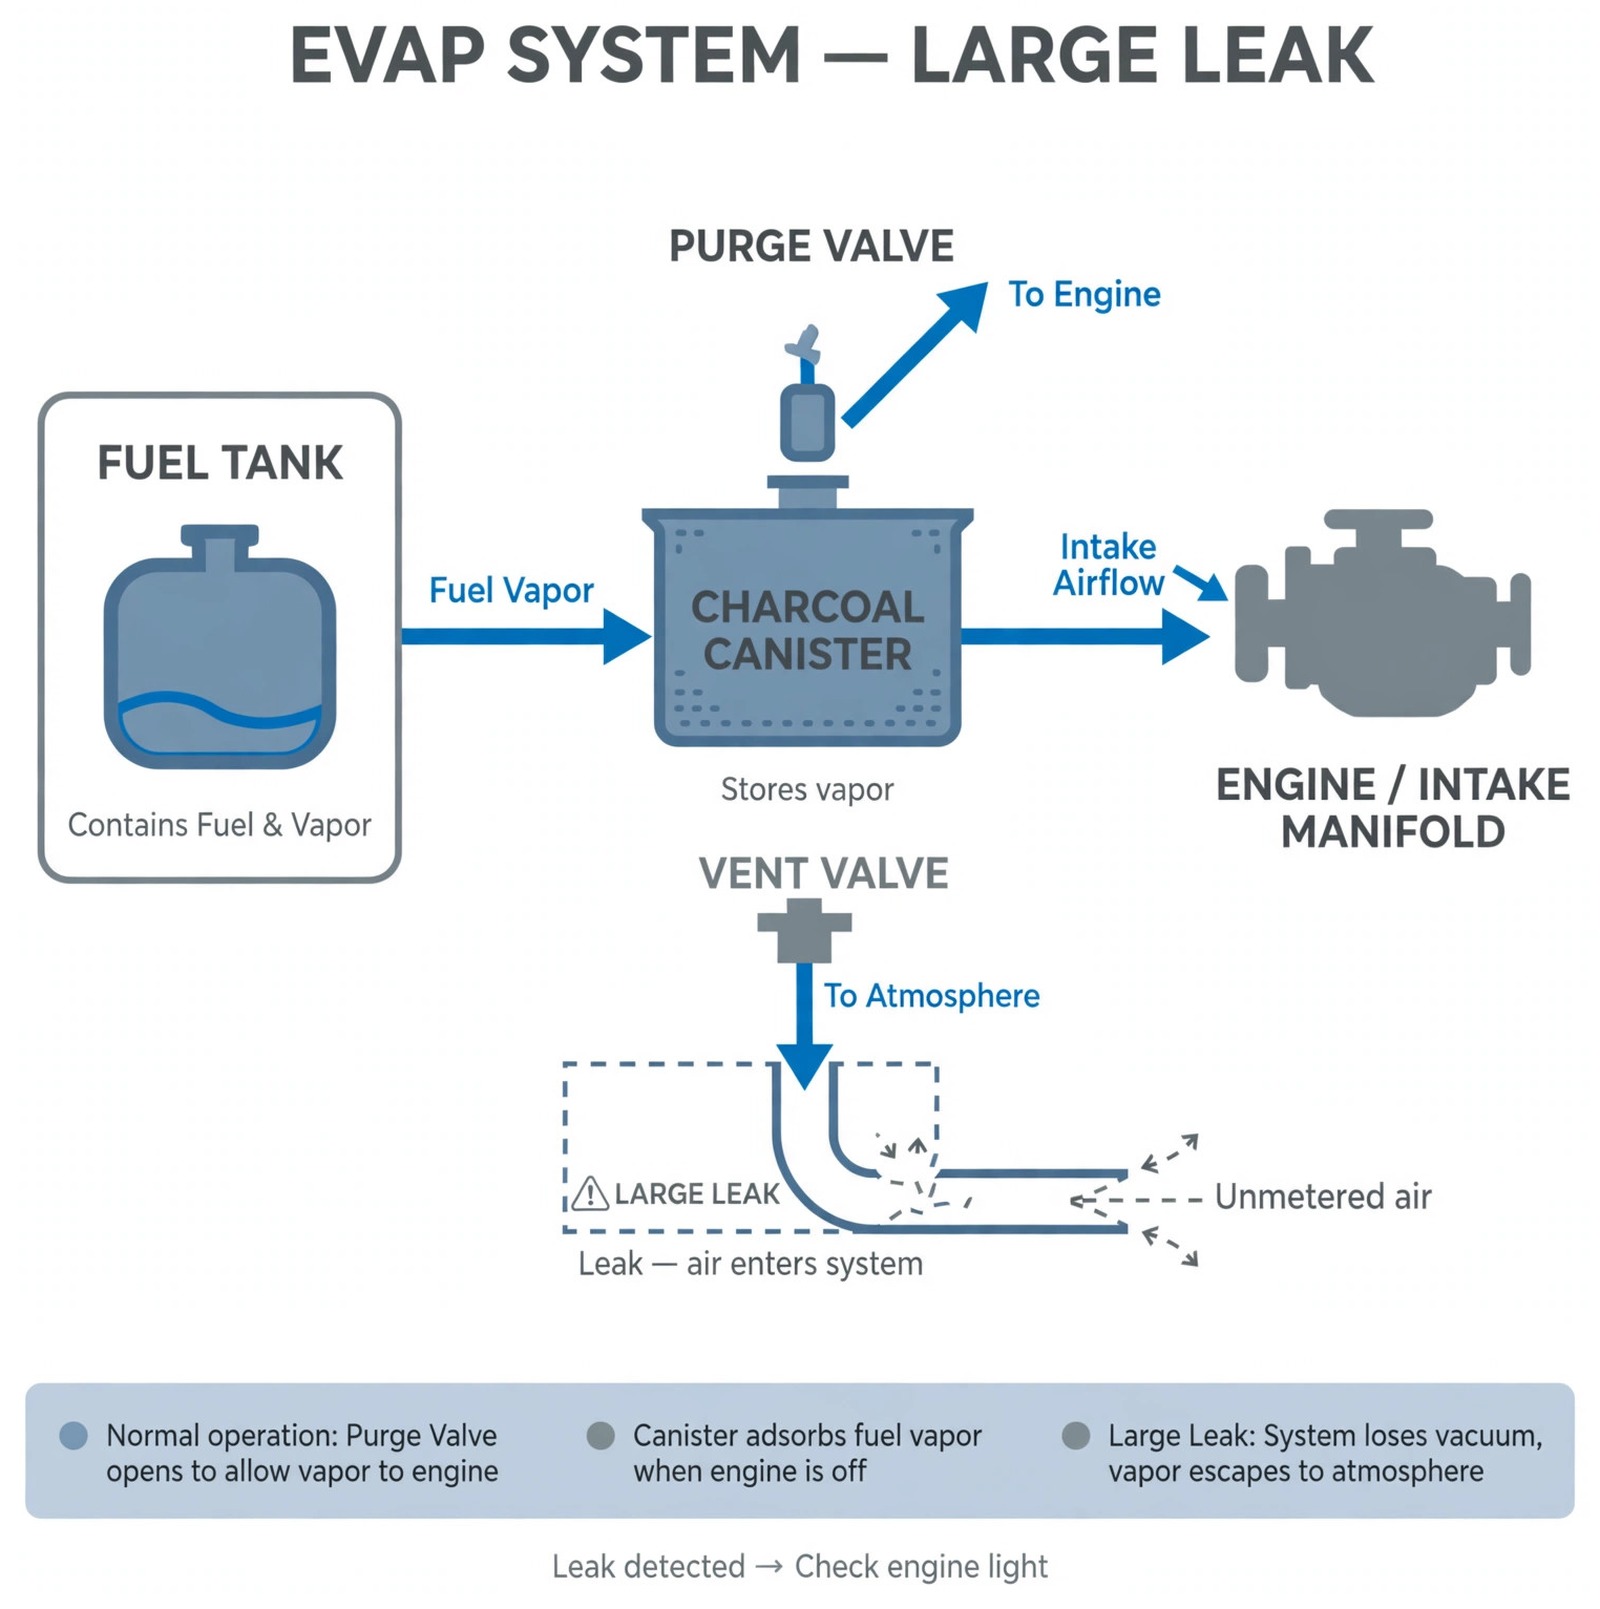 EVAP SYSTEM — LARGE LEAK
PURGE VALVE
To Engine
FUEL TANK
Fuel Vapor
Contains Fuel & Vapor
CHARCOAL
CANISTER
Stores vapor
Intake
Airflow
ENGINE / INTAKE
MANIFOLD
VENT VALVE
To Atmosphere
LARGE LEAK
Unmetered air
Leak — air enters system
Normal operation: Purge Valve
opens to allow vapor to engine
Canister adsorbs fuel vapor
when engine is off
Large Leak: System loses vacuum,
vapor escapes to atmosphere
Leak detected → Check engine light